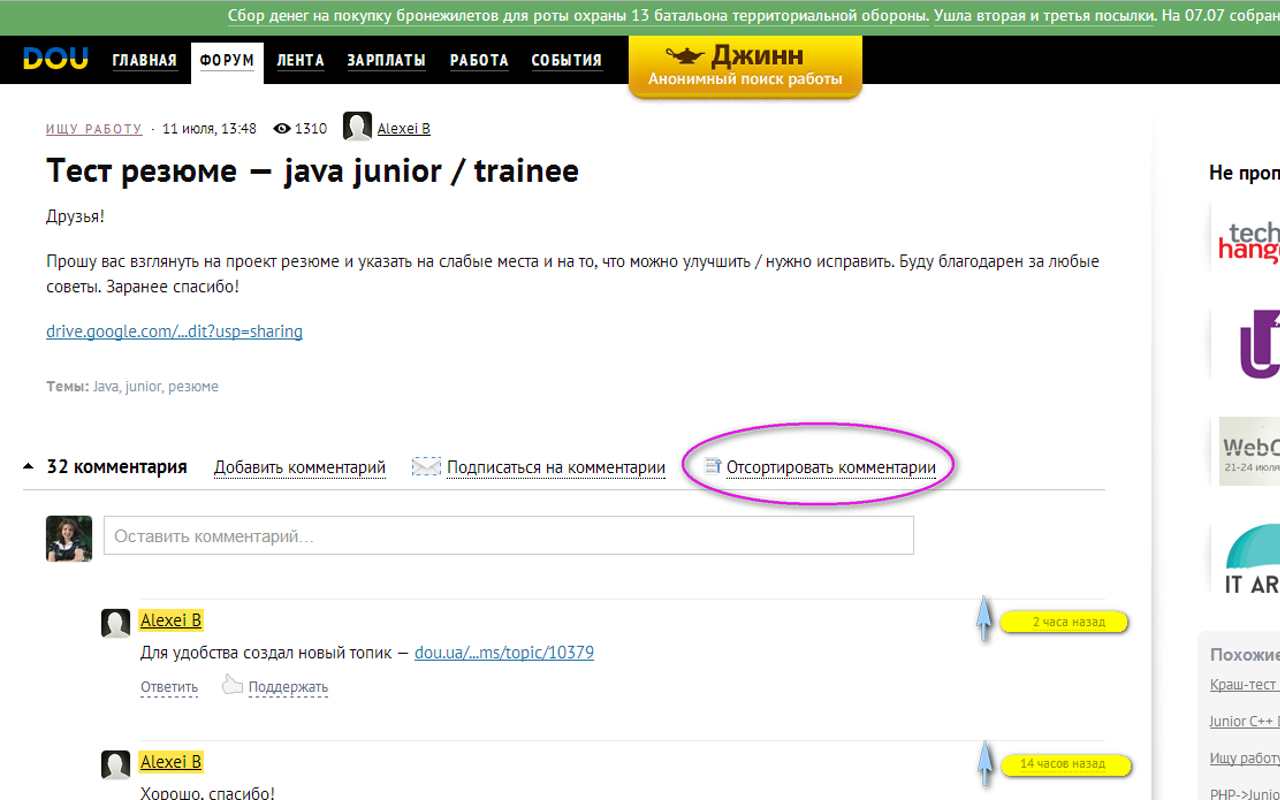 Сбор денег на покупку бронежилетов для роты охраны 13 батальона территориальной обороны. Ушла вторая и третья посылки. На 07.07 собран
DOU ГЛАВНАЯ ФОРУМ ЛЕНТА ЗАРПЛАТЫ РАБОТА СОБЫТИЯ
Джинн
Анонимный поиск работы
ИЩУ РАБОТУ · 11 июля, 13:48 1310 Alexei B
Тест резюме — java junior / trainee
Друзья!
Прошу вас взглянуть на проект резюме и указать на слабые места и на то, что можно улучшить / нужно исправить. Буду благодарен за любые
советы. Заранее спасибо!
drive.google.com/...dit?usp=sharing
Темы: Java, junior, резюме
32 комментария Добавить комментарий Подписаться на комментарии Отсортировать комментарии
Оставить комментарий...
Alexei B 2 часа назад
Для удобства создал новый топик — dou.ua/...ms/topic/10379
Ответить Поддержать
Alexei B 14 часов назад
Хорошо, спасибо!
Не проп
tech
hang
WebC
21-24 июля
IT AR
Похожие
Краш-тест
Junior C++
Ищу работу
PHP->Junio